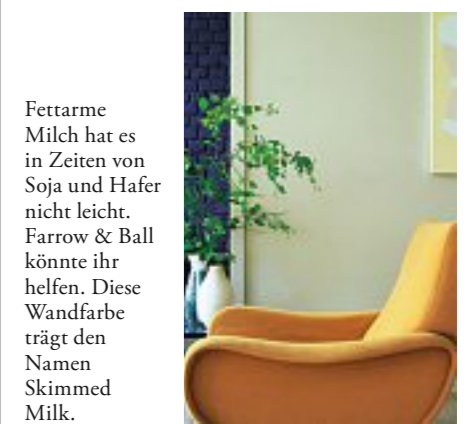 Fettarme
Milch hat es
in Zeiten von
Soja und Hafer
nicht leicht.
Farrow & Ball
könnte ihr
helfen. Diese
Wandfarbe
trägt den
Namen
Skimmed
Milk.